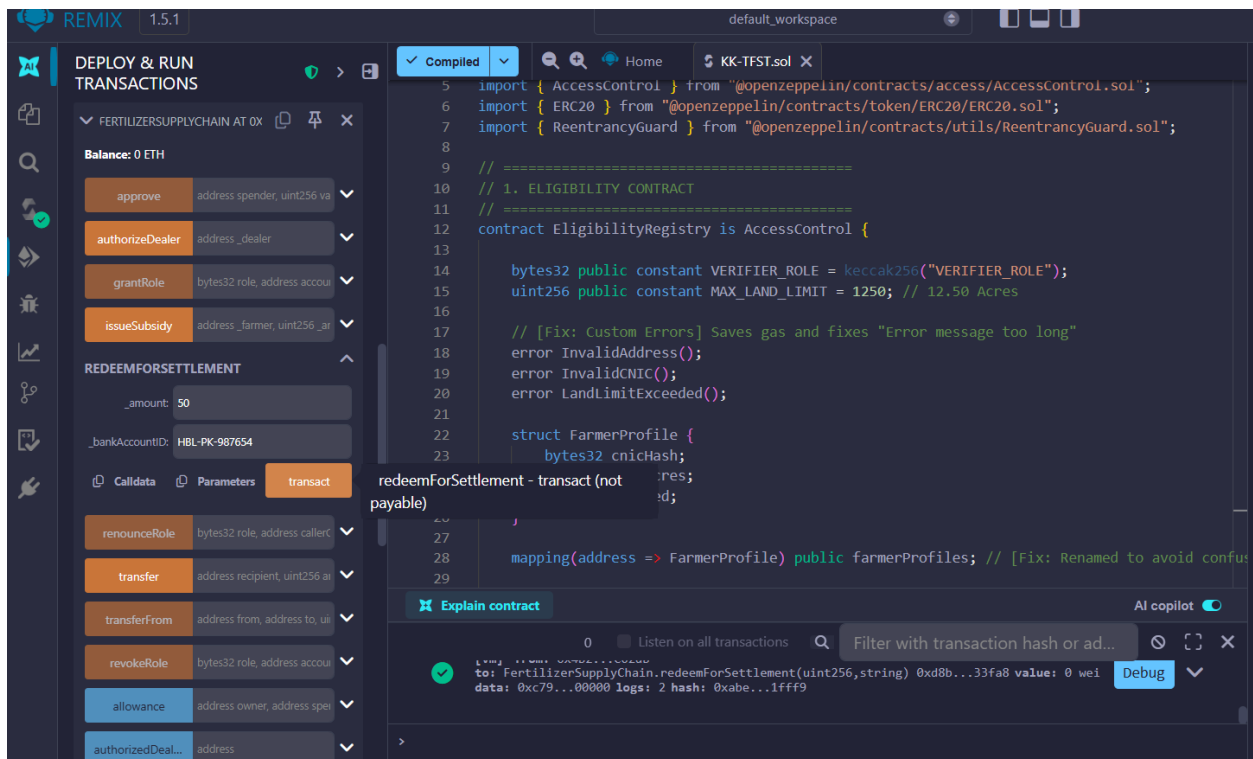 REMIX 1.5.1 default_workspace
DEPLOY & RUN
TRANSACTIONS
FERTILIZERSUPPLYCHAIN AT 0X
Balance: 0 ETH
approve address spender, uint256 va
authorizeDealer address _dealer
grantRole bytes32 role, address accou
issueSubsidy address _farmer, uint256 _ar
REDEEMFORSETTLEMENT
_amount: 50
_bankAccountID: HBL-PK-987654
Calldata Parameters transact
redeemForSettlement - transact (not
payable)
renounceRole bytes32 role, address callerC
transfer address recipient, uint256 ar
transferFrom address from, address to, ui
revokeRole bytes32 role, address accou
allowance address owner, address spe
authorizedDeal... address
Compiled Home KK-TFST.sol
5 import { AccessControl } from "@openzeppelin/contracts/access/AccessControl.sol";
6 import { ERC20 } from "@openzeppelin/contracts/token/ERC20/ERC20.sol";
7 import { ReentrancyGuard } from "@openzeppelin/contracts/utils/ReentrancyGuard.sol";
8
9 // ==========================================
10 // 1. ELIGIBILITY CONTRACT
11 // ==========================================
12 contract EligibilityRegistry is AccessControl {
13
14 bytes32 public constant VERIFIER_ROLE = keccak256("VERIFIER_ROLE");
15 uint256 public constant MAX_LAND_LIMIT = 1250; // 12.50 Acres
16
17 // [Fix: Custom Errors] Saves gas and fixes "Error message too long"
18 error InvalidAddress();
19 error InvalidCNIC();
20 error LandLimitExceeded();
21
22 struct FarmerProfile {
23 bytes32 cnicHash;
cres;
ed;
}
27
28 mapping(address => FarmerProfile) public farmerProfiles; // [Fix: Renamed to avoid confus
29
Explain contract AI copilot
0 Listen on all transactions Filter with transaction hash or ad...
to: FertilizerSupplyChain.redeemForSettlement(uint256,string) 0xd8b...33fa8 value: 0 wei Debug
data: 0xc79...00000 logs: 2 hash: 0xabe...1fff9
>